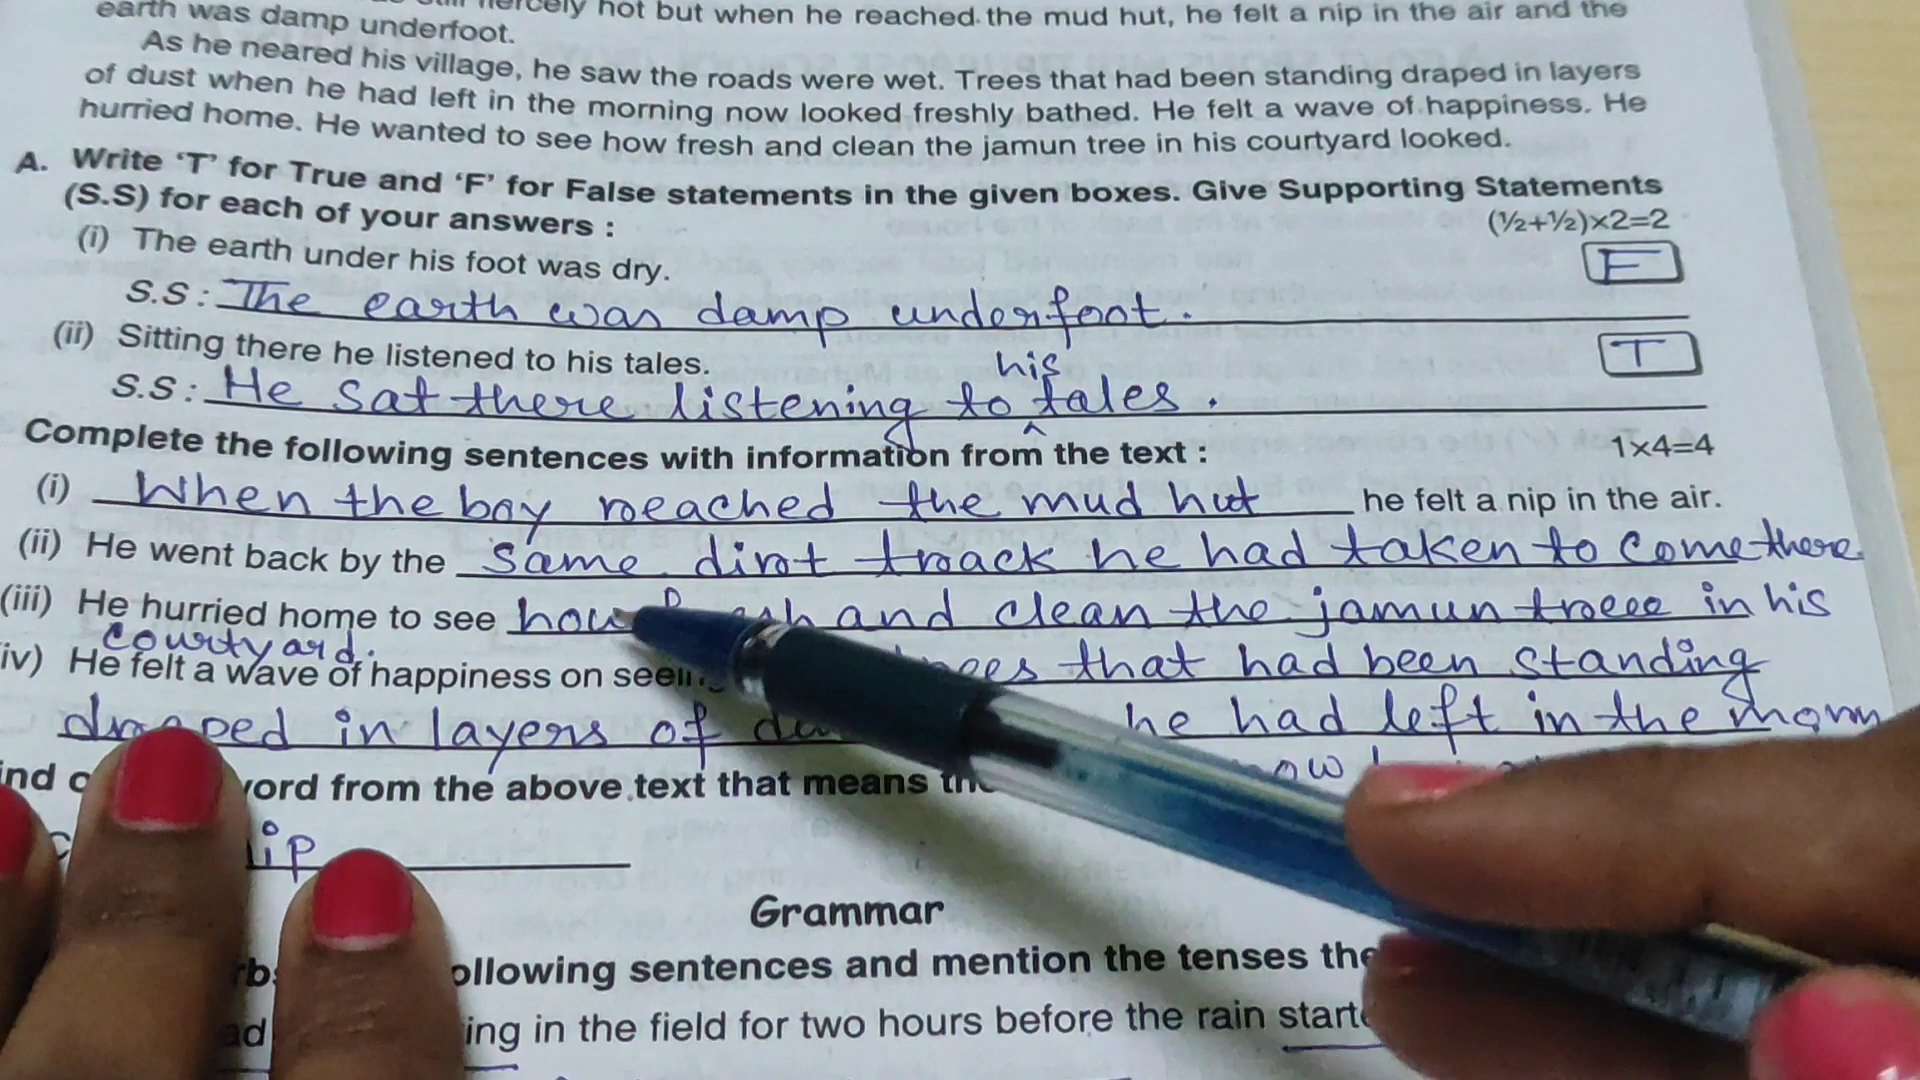 fiercely hot but when he reached the mud hut, he felt a nip in the air and the
earth was damp underfoot.
As he neared his village, he saw the roads were wet. Trees that had been standing draped in layers
of dust when he had left in the morning now looked freshly bathed. He felt a wave of happiness. He
hurried home. He wanted to see how fresh and clean the jamun tree in his courtyard looked.
A. Write 'T' for True and 'F' for False statements in the given boxes. Give Supporting Statements
(S.S) for each of your answers : (½+½)×2=2
(i) The earth under his foot was dry. F
S.S : The earth was damp underfoot.
(ii) Sitting there he listened to his tales. T
his
S.S : He sat there listening to ^ tales.
Complete the following sentences with information from the text : 1×4=4
(i) When the boy reached the mud hut he felt a nip in the air.
(ii) He went back by the same dirt track he had taken to come there
(iii) He hurried home to see how and clean the jamun treee in his
courtyard.
iv) He felt a wave of happiness on that had been standing
draped in layers of he had left in the morn
ord from the above text that means
ip
Grammar
ollowing sentences and mention the tenses
ing in the field for two hours before the rain